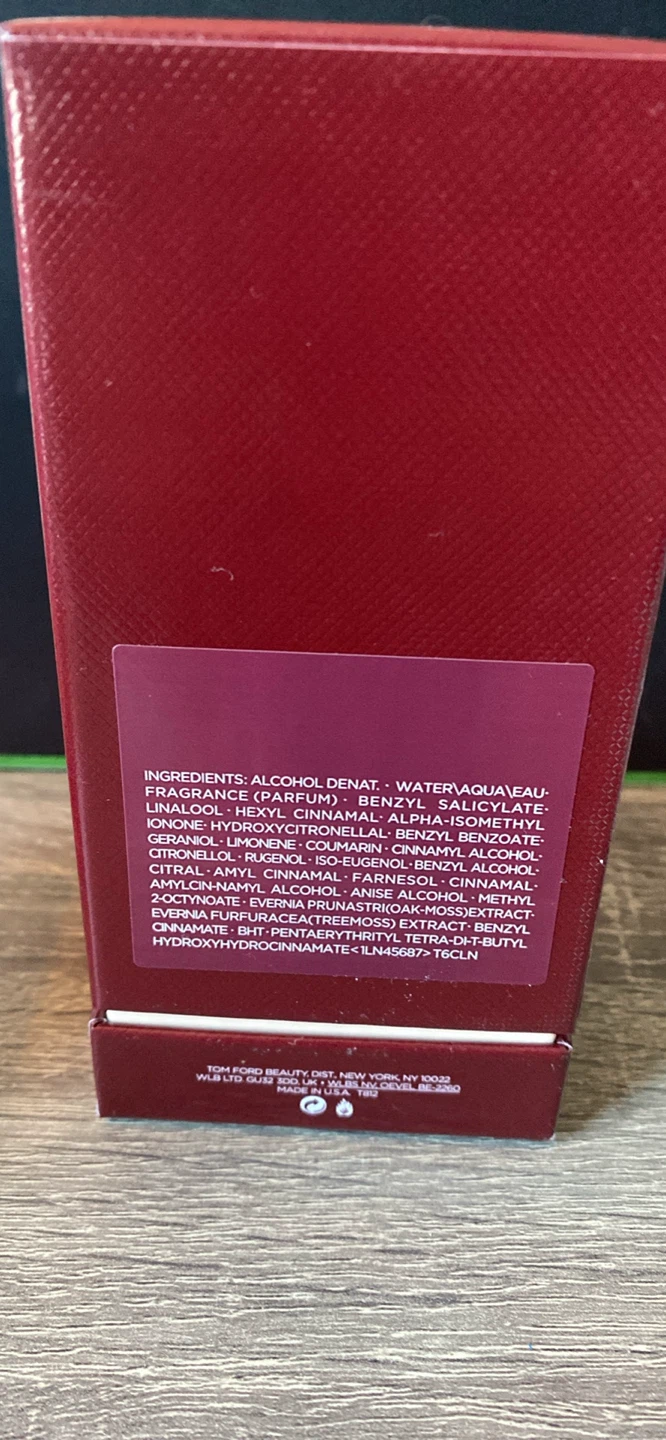 INGREDIENTS: ALCOHOL DENAT. · WATER\AQUA\EAU·
FRAGRANCE (PARFUM) · BENZYL SALICYLATE·
LINALOOL · HEXYL CINNAMAL · ALPHA-ISOMETHYL
IONONE · HYDROXYCITRONELLAL · BENZYL BENZOATE·
GERANIOL · LIMONENE · COUMARIN · CINNAMYL ALCOHOL·
CITRONELLOL · RUGENOL · ISO-EUGENOL · BENZYL ALCOHOL·
CITRAL · AMYL CINNAMAL · FARNESOL · CINNAMAL·
AMYLCIN-NAMYL ALCOHOL · ANISE ALCOHOL · METHYL
2-OCTYNOATE · EVERNIA PRUNASTRI(OAK-MOSS)EXTRACT·
EVERNIA FURFURACEA(TREEMOSS) EXTRACT · BENZYL
CINNAMATE · BHT · PENTAERYTHRITYL TETRA-DI-T-BUTYL
HYDROXYHYDROCINNAMATE<1LN45687> T6CLN
TOM FORD BEAUTY, DIST. NEW YORK, NY 10022
WLB LTD. GU32 3DD, UK • WLBS NV. OEVEL BE-2260
MADE IN U.S.A. T812